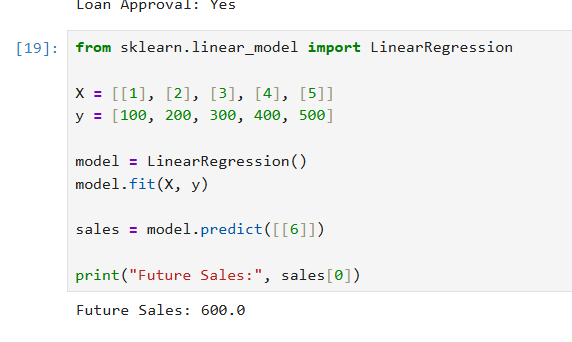 Loan Approval: Yes
[19]: from sklearn.linear_model import LinearRegression
X = [[1], [2], [3], [4], [5]]
y = [100, 200, 300, 400, 500]
model = LinearRegression()
model.fit(X, y)
sales = model.predict([[6]])
print("Future Sales:", sales[0])
Future Sales: 600.0